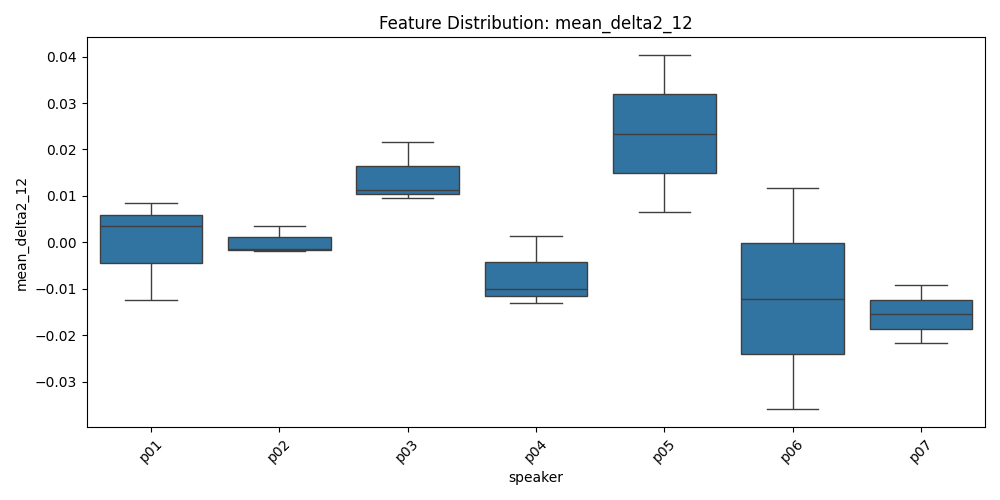 Feature Distribution: mean_delta2_12
mean_delta2_12
0.04
0.03
0.02
0.01
0.00
−0.01
−0.02
−0.03
p01
p02
p03
p04
p05
p06
p07
speaker